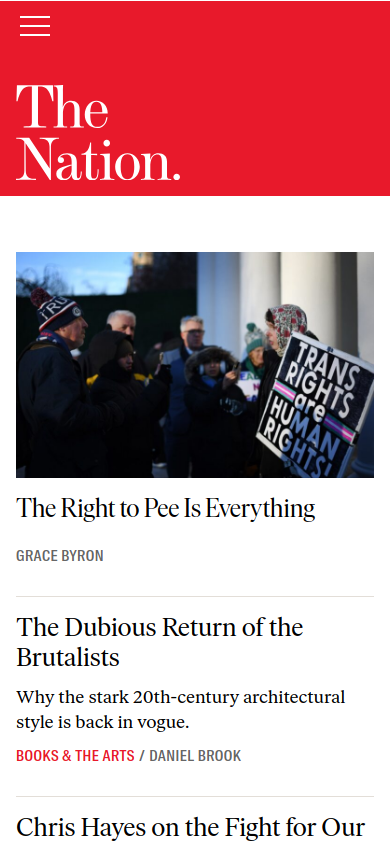 The
Nation.
TRU
TRANS
RIGHTS
are
HUMAN
RIGHTS!
The Right to Pee Is Everything
GRACE BYRON
The Dubious Return of the
Brutalists
Why the stark 20th-century architectural
style is back in vogue.
BOOKS & THE ARTS / DANIEL BROOK
Chris Hayes on the Fight for Our